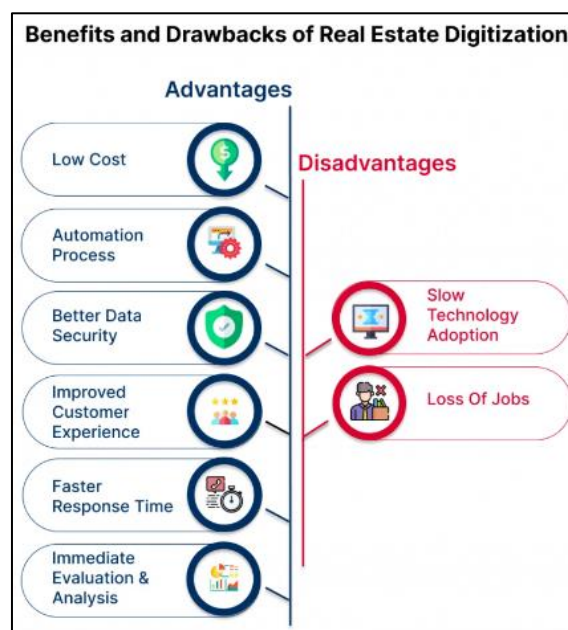 Benefits and Drawbacks of Real Estate Digitization
Advantages
Low Cost
Automation
Process
Better Data
Security
Improved
Customer
Experience
Faster
Response Time
Immediate
Evaluation &
Analysis
Disadvantages
Slow
Technology
Adoption
Loss Of Jobs